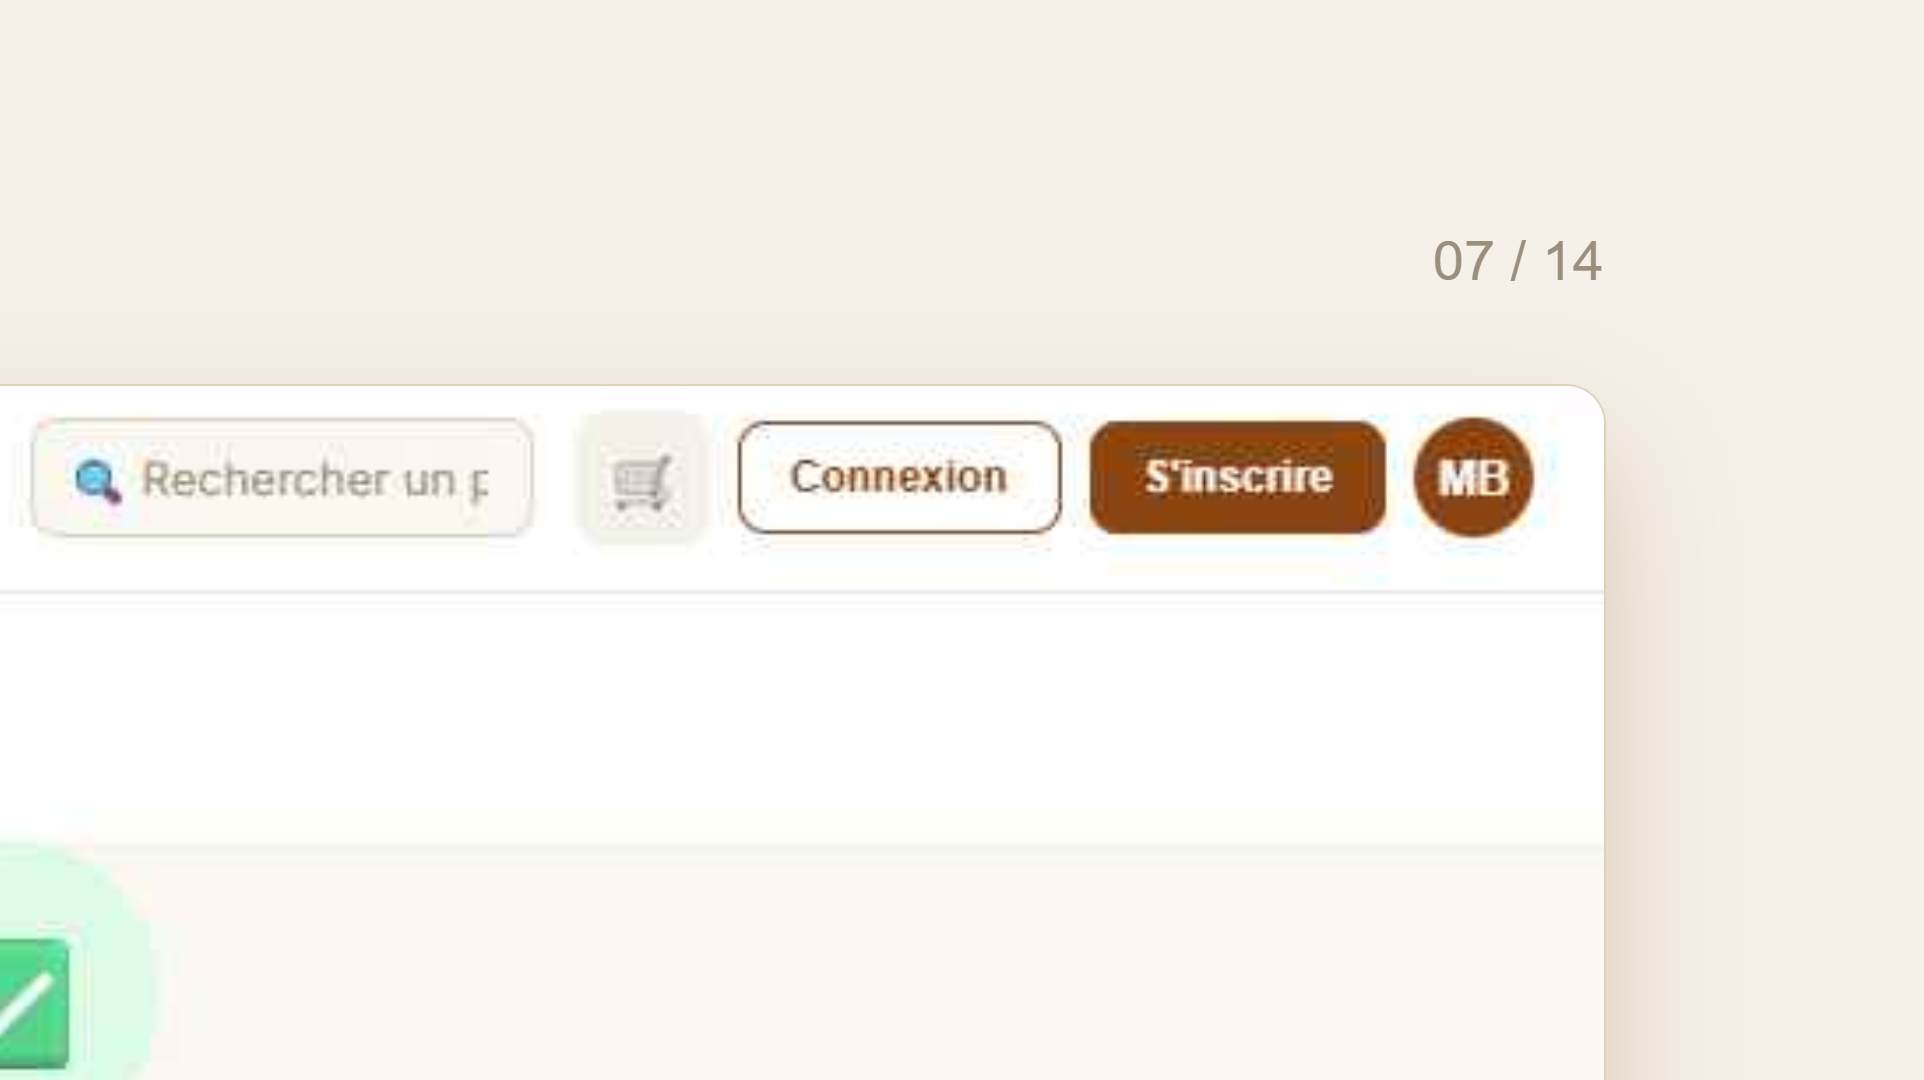 07 / 14
Rechercher un p
Connexion
S'inscrire
MB